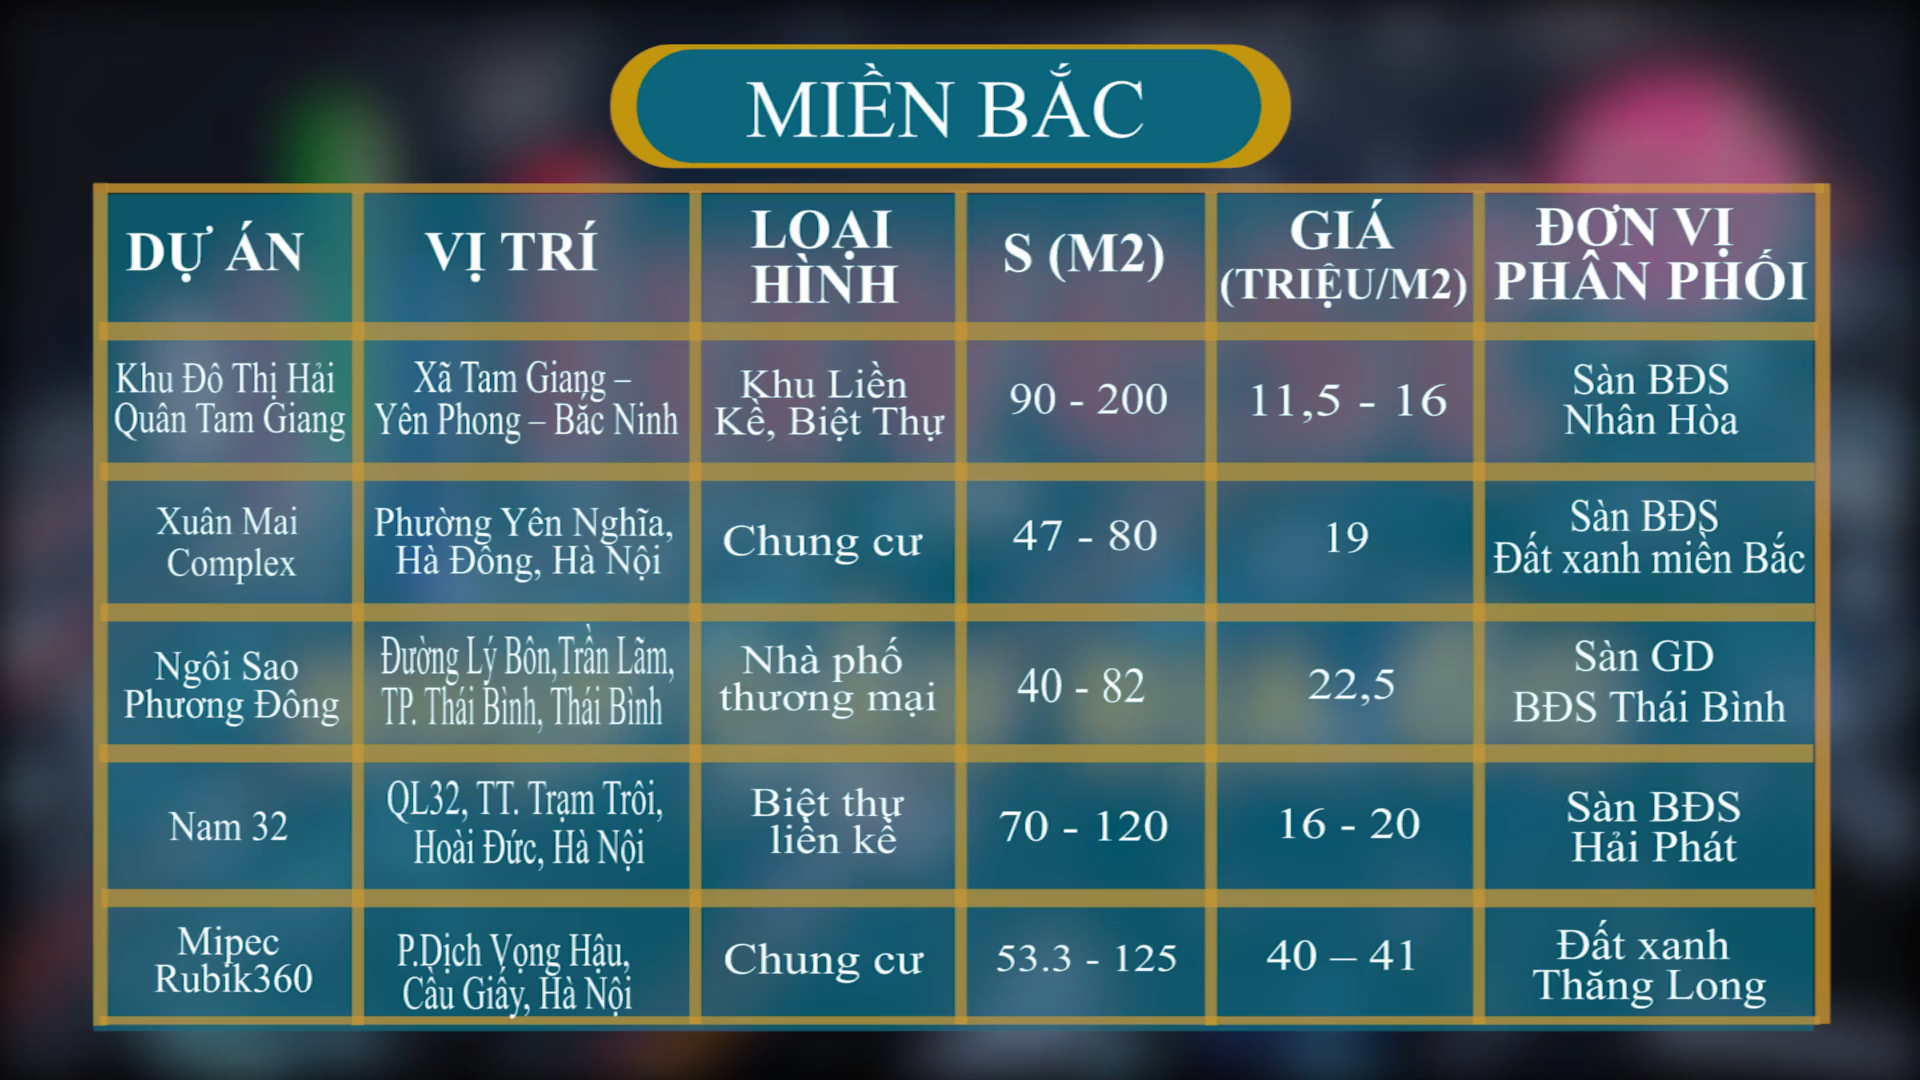 MIỀN BẮC
DỰ ÁN
VỊ TRÍ
LOẠI
HÌNH
S (M2)
GIÁ
(TRIỆU/M2)
ĐƠN VỊ
PHÂN PHỐI
Khu Đô Thị Hải
Quân Tam Giang
Xã Tam Giang –
Yên Phong – Bắc Ninh
Khu Liền
Kề, Biệt Thự
90 - 200
11,5 - 16
Sàn BĐS
Nhân Hòa
Xuân Mai
Complex
Phường Yên Nghĩa,
Hà Đông, Hà Nội
Chung cư
47 - 80
19
Sàn BĐS
Đất xanh miền Bắc
Ngôi Sao
Phương Đông
Đường Lý Bôn,Trần Lãm,
TP. Thái Bình, Thái Bình
Nhà phố
thương mại
40 - 82
22,5
Sàn GD
BĐS Thái Bình
Nam 32
QL32, TT. Trạm Trôi,
Hoài Đức, Hà Nội
Biệt thự
liền kề
70 - 120
16 - 20
Sàn BĐS
Hải Phát
Mipec
Rubik360
P.Dịch Vọng Hậu,
Cầu Giấy, Hà Nội
Chung cư
53.3 - 125
40 – 41
Đất xanh
Thăng Long